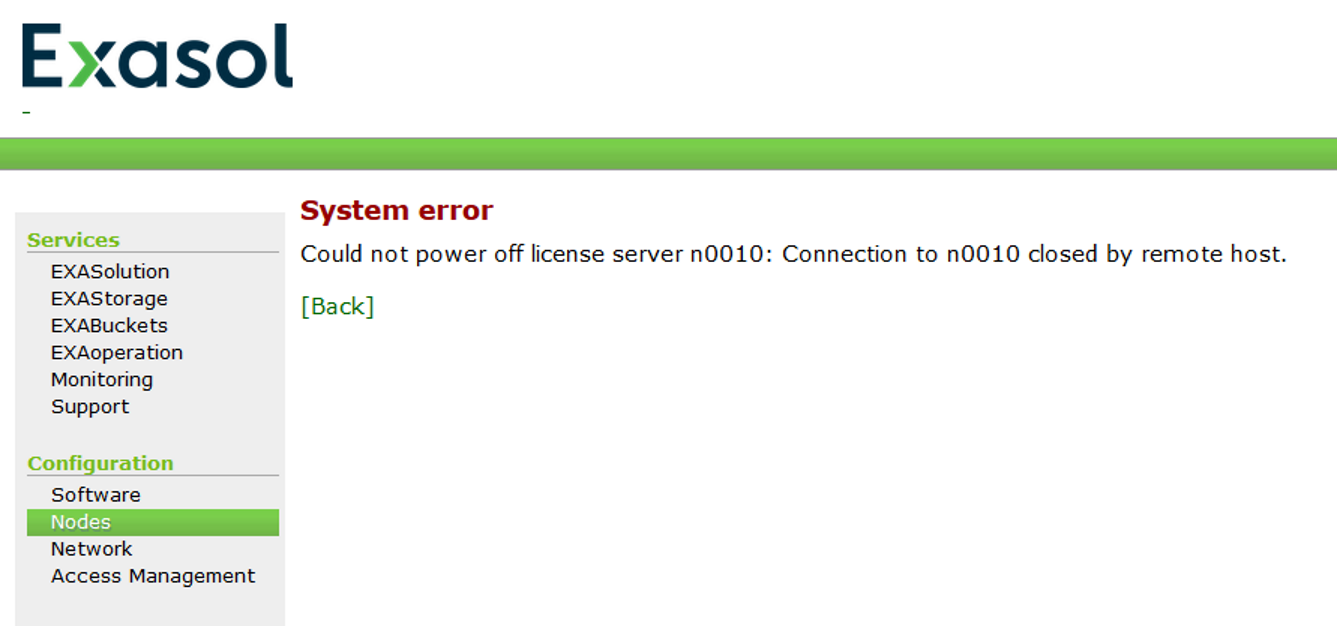 Exasol
-
System error
Could not power off license server n0010: Connection to n0010 closed by remote host.
[Back]
Services
EXASolution
EXAStorage
EXABuckets
EXAoperation
Monitoring
Support
Configuration
Software
Nodes
Network
Access Management